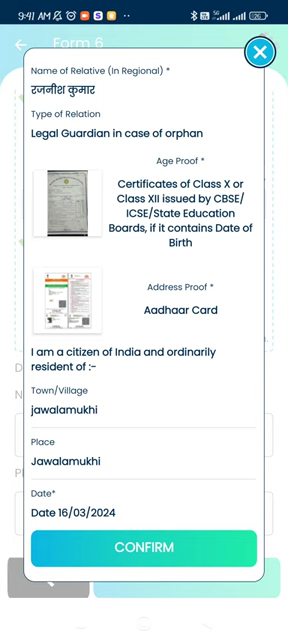 9:41 AM
Form 6
Name of Relative (In Regional) *
रजनीश कुमार
Type of Relation
Legal Guardian in case of orphan
Age Proof *
Certificates of Class X or
Class XII issued by CBSE/
ICSE/State Education
Boards, if it contains Date of
Birth
Address Proof *
Aadhaar Card
I am a citizen of India and ordinarily
resident of :-
Town/Village
jawalamukhi
Place
Jawalamukhi
Date*
Date 16/03/2024
CONFIRM